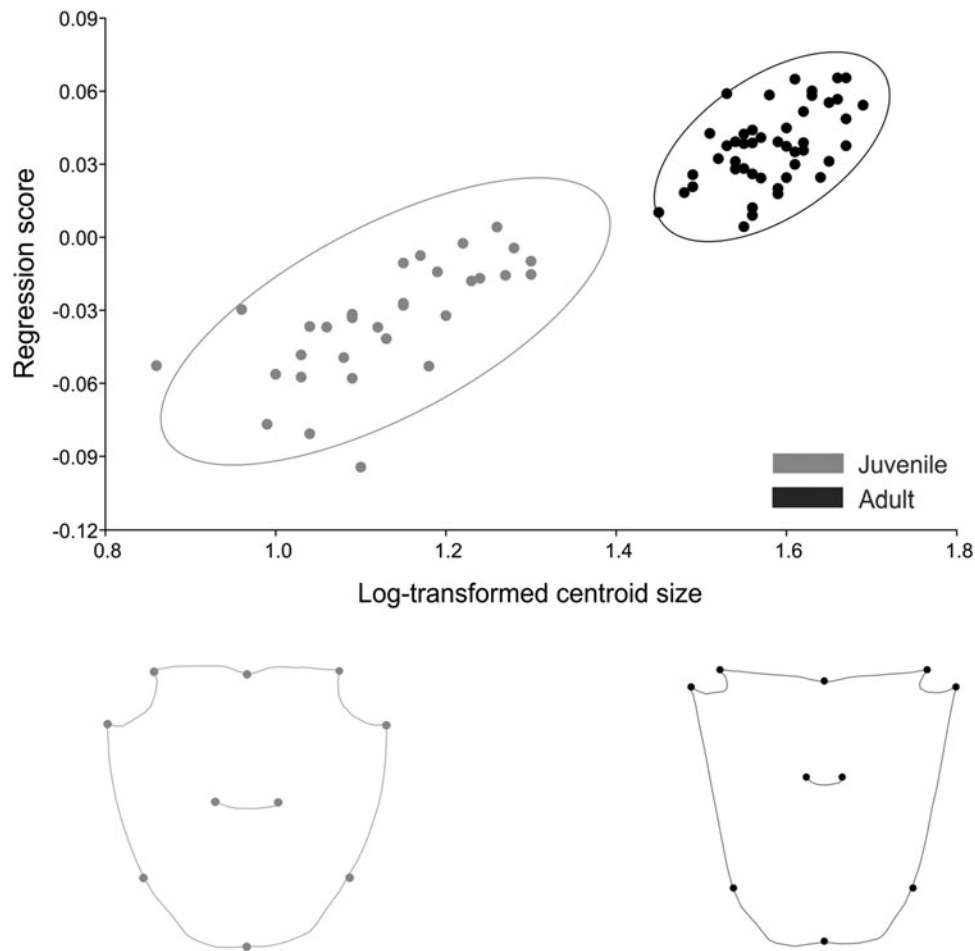 0.09
0.06
0.03
0.00
-0.03
-0.06
-0.09
-0.12
Regression score
Juvenile
Adult
0.8 1.0 1.2 1.4 1.6 1.8
Log-transformed centroid size